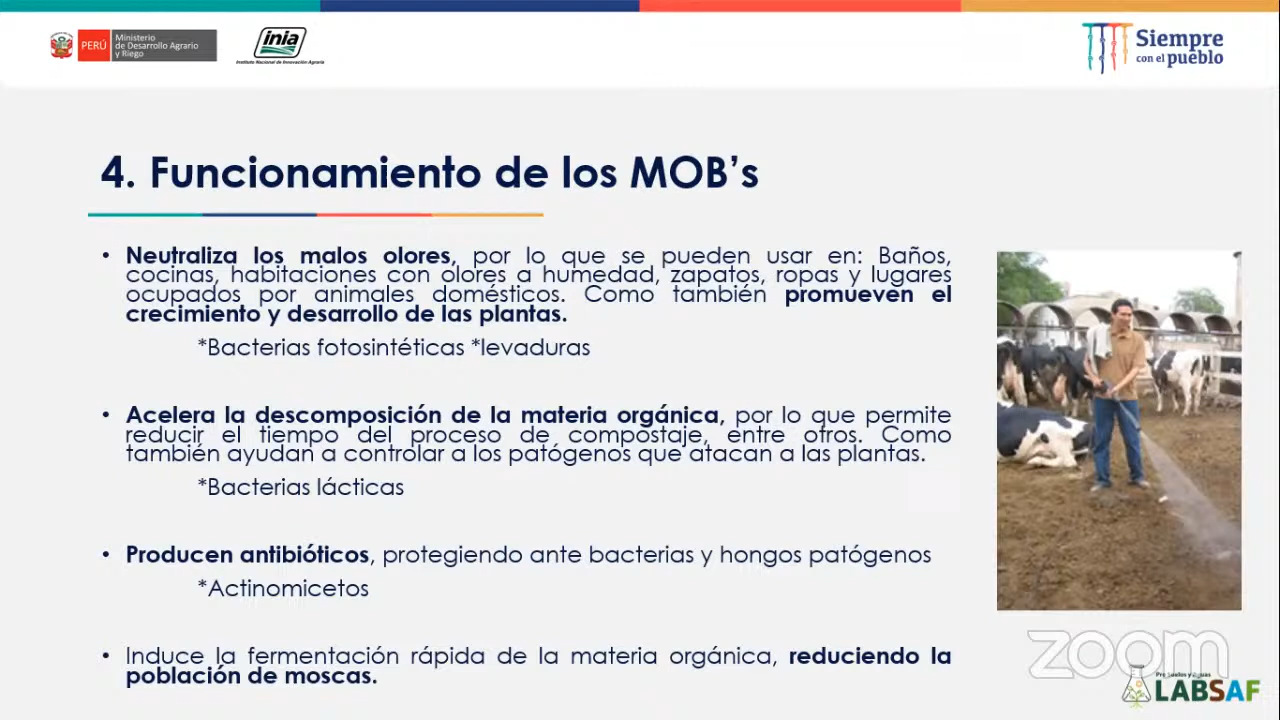 PERÚ
Ministerio
de Desarrollo Agrario
y Riego
inia
Instituto Nacional de Innovación Agraria
Siempre
con el pueblo
4. Funcionamiento de los MOB's
• Neutraliza los malos olores, por lo que se pueden usar en: Baños,
cocinas, habitaciones con olores a humedad, zapatos, ropas y lugares
ocupados por animales domésticos. Como también promueven el
crecimiento y desarrollo de las plantas.
*Bacterias fotosintéticas *levaduras
• Acelera la descomposición de la materia orgánica, por lo que permite
reducir el tiempo del proceso de compostaje, entre otros. Como
también ayudan a controlar a los patógenos que atacan a las plantas.
*Bacterias lácticas
• Producen antibióticos, protegiendo ante bacterias y hongos patógenos
*Actinomicetos
• Induce la fermentación rápida de la materia orgánica, reduciendo la
población de moscas.
zoom
LABSAF